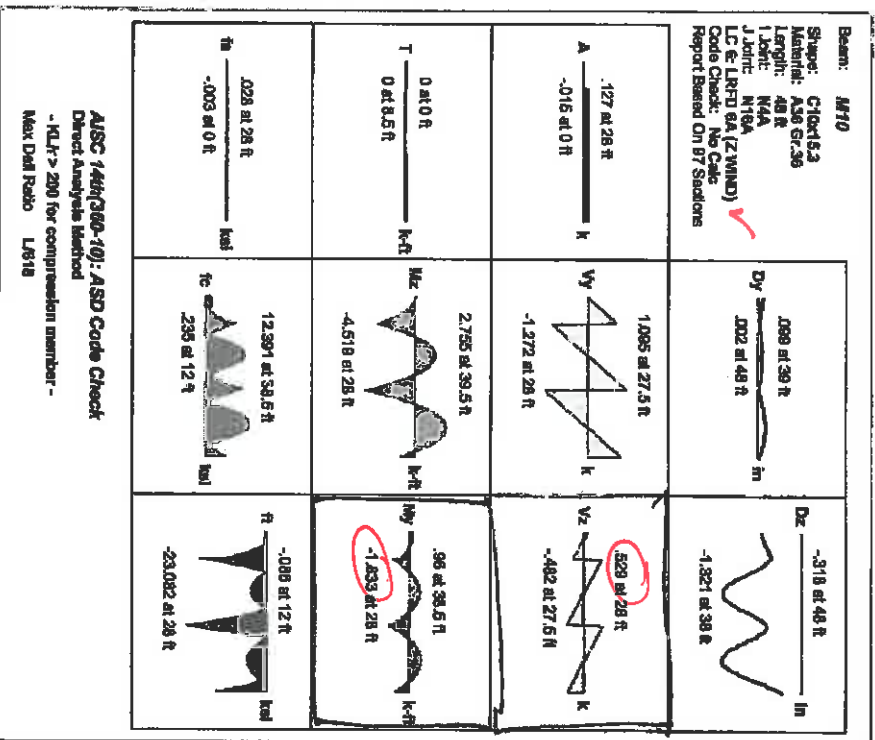 Beam: M10
Shape: C10x15.3
Material: A36 Gr.36
Length: 48 ft
I Joint: N4A
J Joint: N16A
LC 6: LRFD 6A (Z WIND)
Code Check: No Calc
Report Based On 97 Sections
Dy
.099 at 39 ft
.002 at 48 ft
in
Dz
-.318 at 48 ft
-1.321 at 38 ft
in
A
.127 at 28 ft
-.015 at 0 ft
k
Vy
1.095 at 27.5 ft
-1.272 at 28 ft
k
Vz
.529 at 28 ft
-.482 at 27.5 ft
k
T
0 at 0 ft
0 at 8.5 ft
k-ft
Mz
2.755 at 39.5 ft
-4.519 at 28 ft
k-ft
My
.96 at 38.5 ft
-1.833 at 28 ft
k-ft
fa
.028 at 28 ft
-.003 at 0 ft
ksi
fc
12.391 at 38.5 ft
.235 at 12 ft
ksi
ft
-.086 at 12 ft
-23.082 at 28 ft
ksi
AISC 14th(360-10): ASD Code Check
Direct Analysis Method
- KL/r > 200 for compression member -
Max Defl Ratio L/618